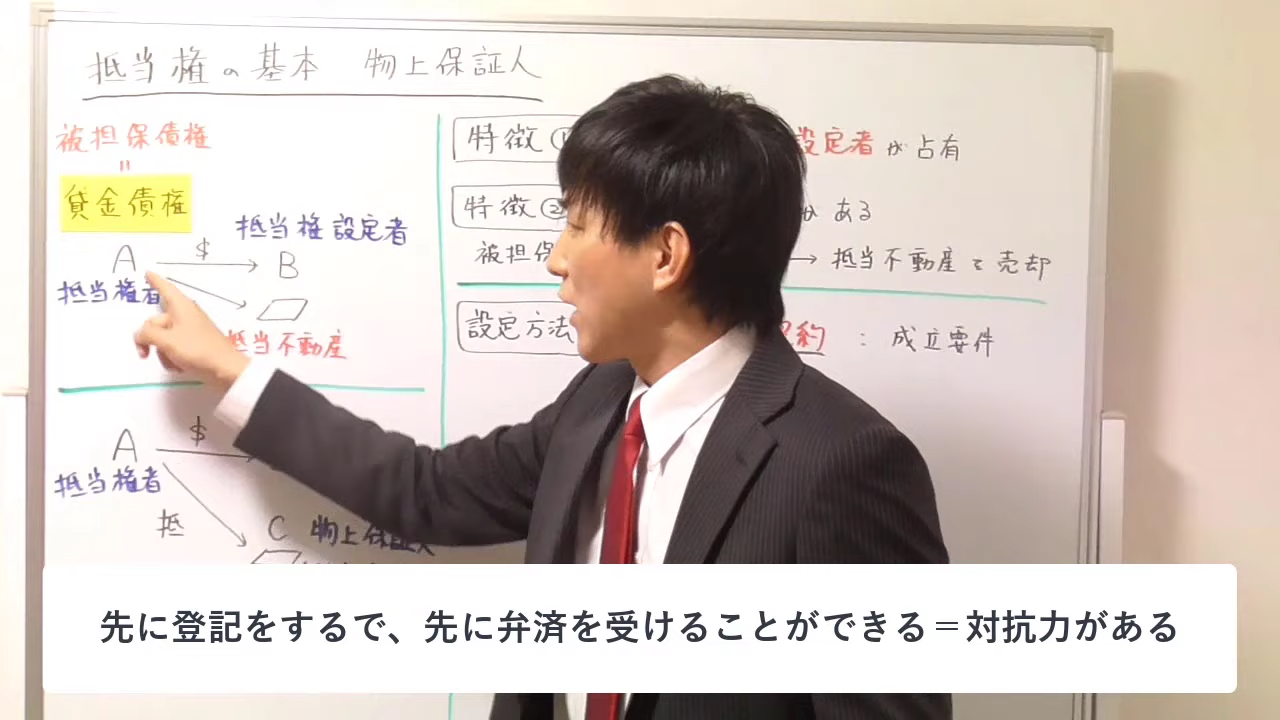 抵当権の基本 物上保証人
被担保債権
=
貸金債権
A $ B
抵当権設定者
抵当権者
抵当不動産
A $
抵当権者
抵
C 物上保証人
特徴①
設定者が占有
特徴②
がある
被担保
→ 抵当不動産を売却
設定方法
契約 : 成立要件
先に登記をするで、先に弁済を受けることができる=対抗力がある